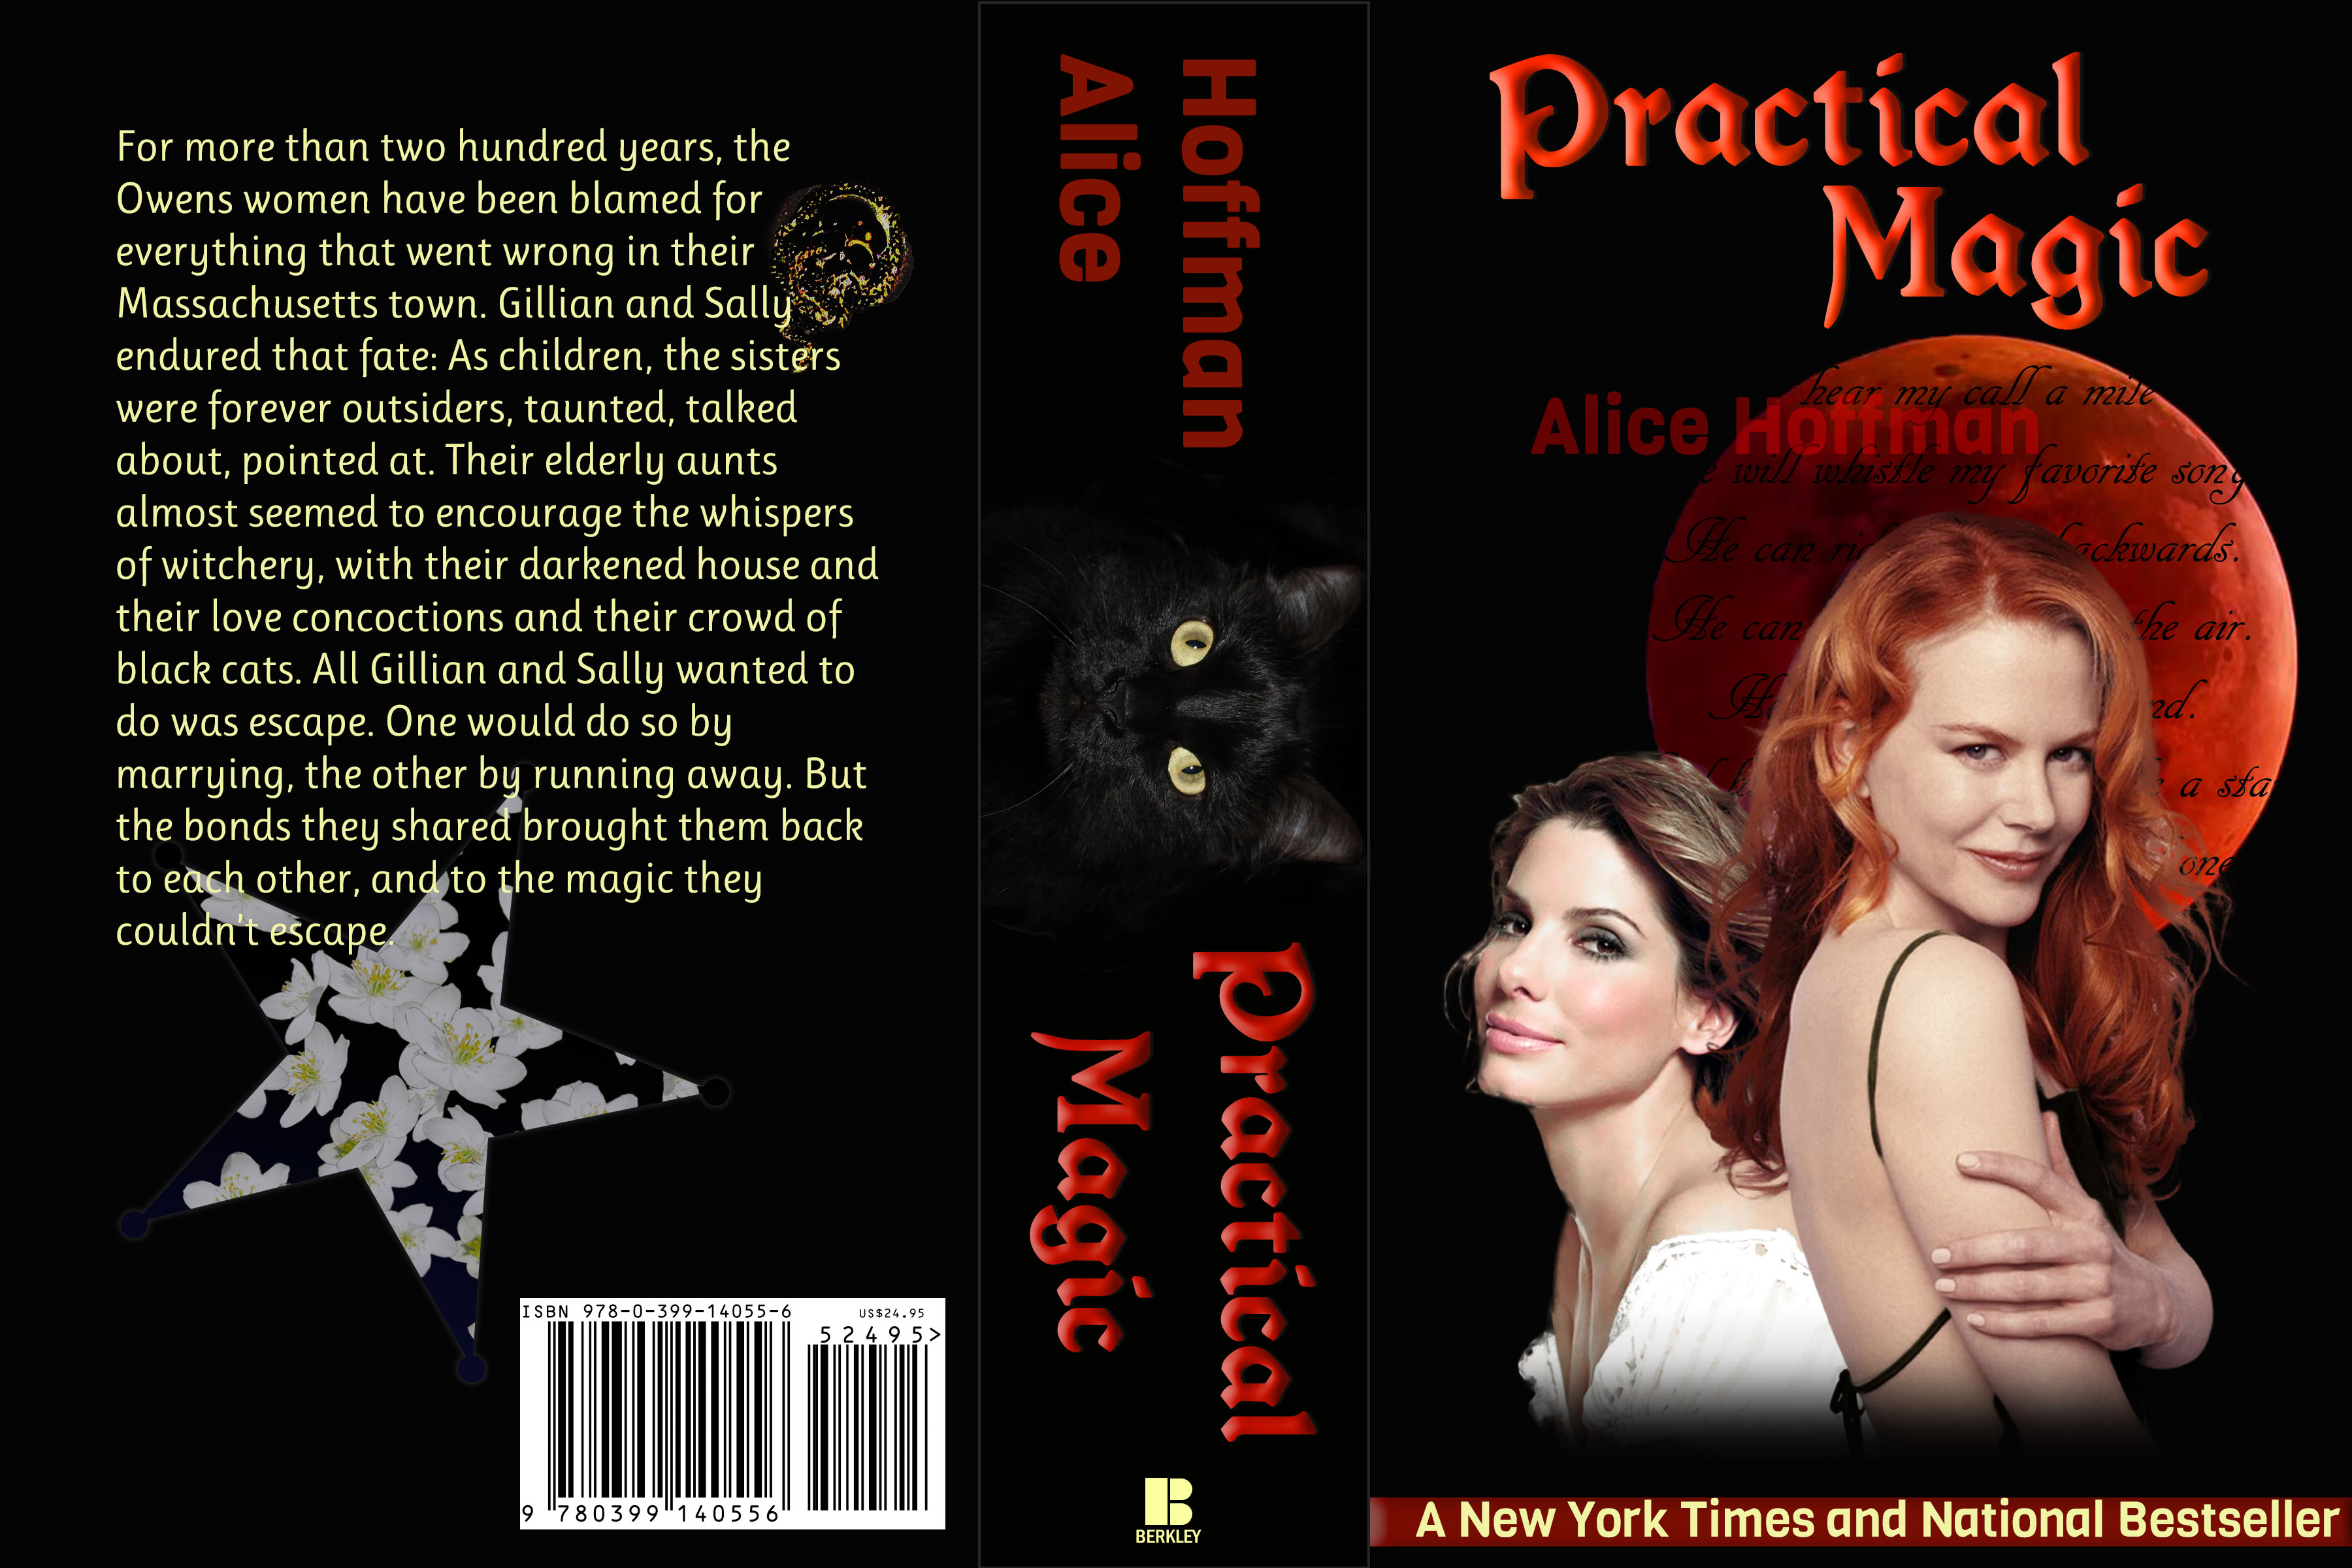 For more than two hundred years, the
Owens women have been blamed for
everything that went wrong in their
Massachusetts town. Gillian and Sally
endured that fate: As children, the sisters
were forever outsiders, taunted, talked
about, pointed at. Their elderly aunts
almost seemed to encourage the whispers
of witchery, with their darkened house and
their love concoctions and their crowd of
black cats. All Gillian and Sally wanted to
do was escape. One would do so by
marrying, the other by running away. But
the bonds they shared brought them back
to each other, and to the magic they
couldn't escape.
ISBN 978-0-399-14055-6
US$24.95
52495>
9 780399 140556
Alice
Hoffman
Practical
Magic
BERKLEY
Practical
Magic
hear my call a mile
Alice Hoffman
will whistle my favorite song
He can
backwards.
He can
the air.
a
one
A New York Times and National Bestseller